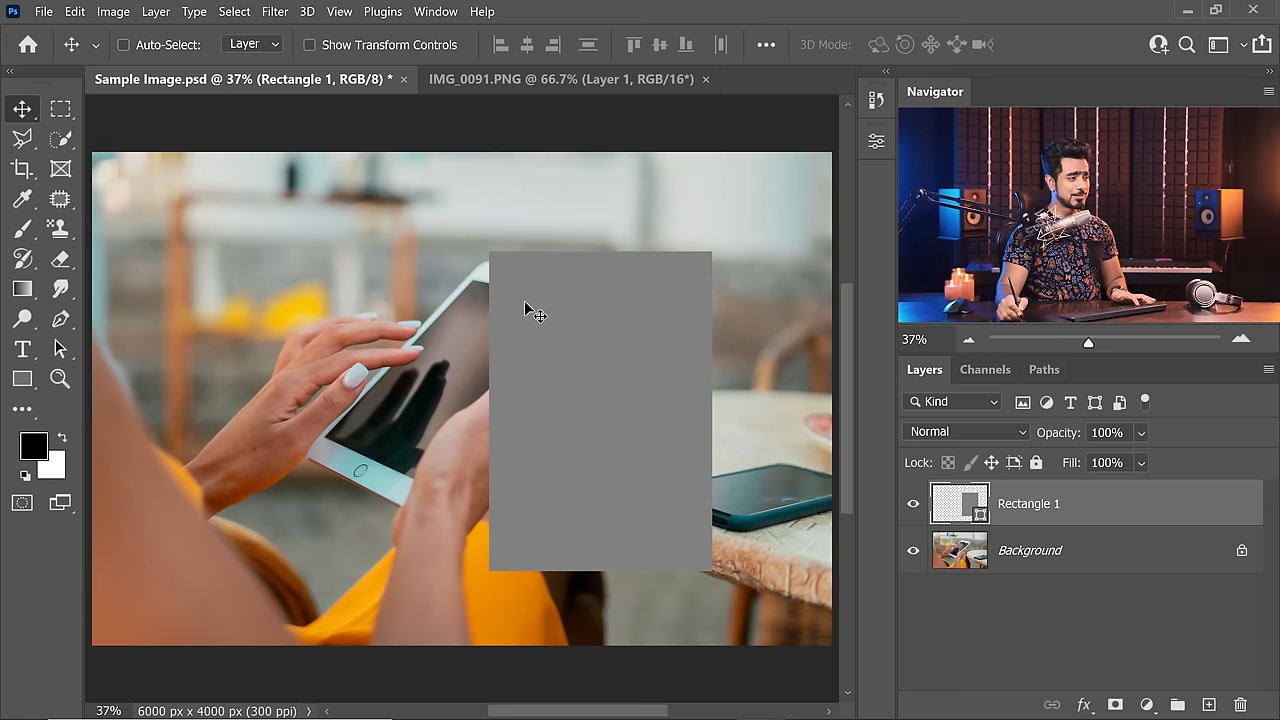 Ps File Edit Image Layer Type Select Filter 3D View Plugins Window Help
Auto-Select: Layer Show Transform Controls 3D Mode:
Sample Image.psd @ 37% (Rectangle 1, RGB/8) * × IMG_0091.PNG @ 66.7% (Layer 1, RGB/16*) ×
Navigator
37%
Layers Channels Paths
Kind
Normal Opacity: 100%
Lock: Fill: 100%
Rectangle 1
Background
37% 6000 px x 4000 px (300 ppi)
fx